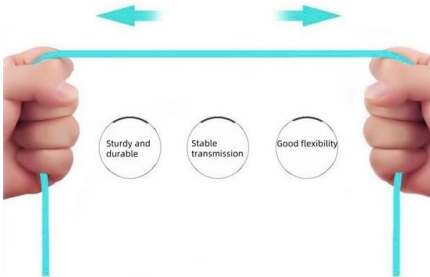 Sturdy and
durable
Stable
transmission
Good flexibility